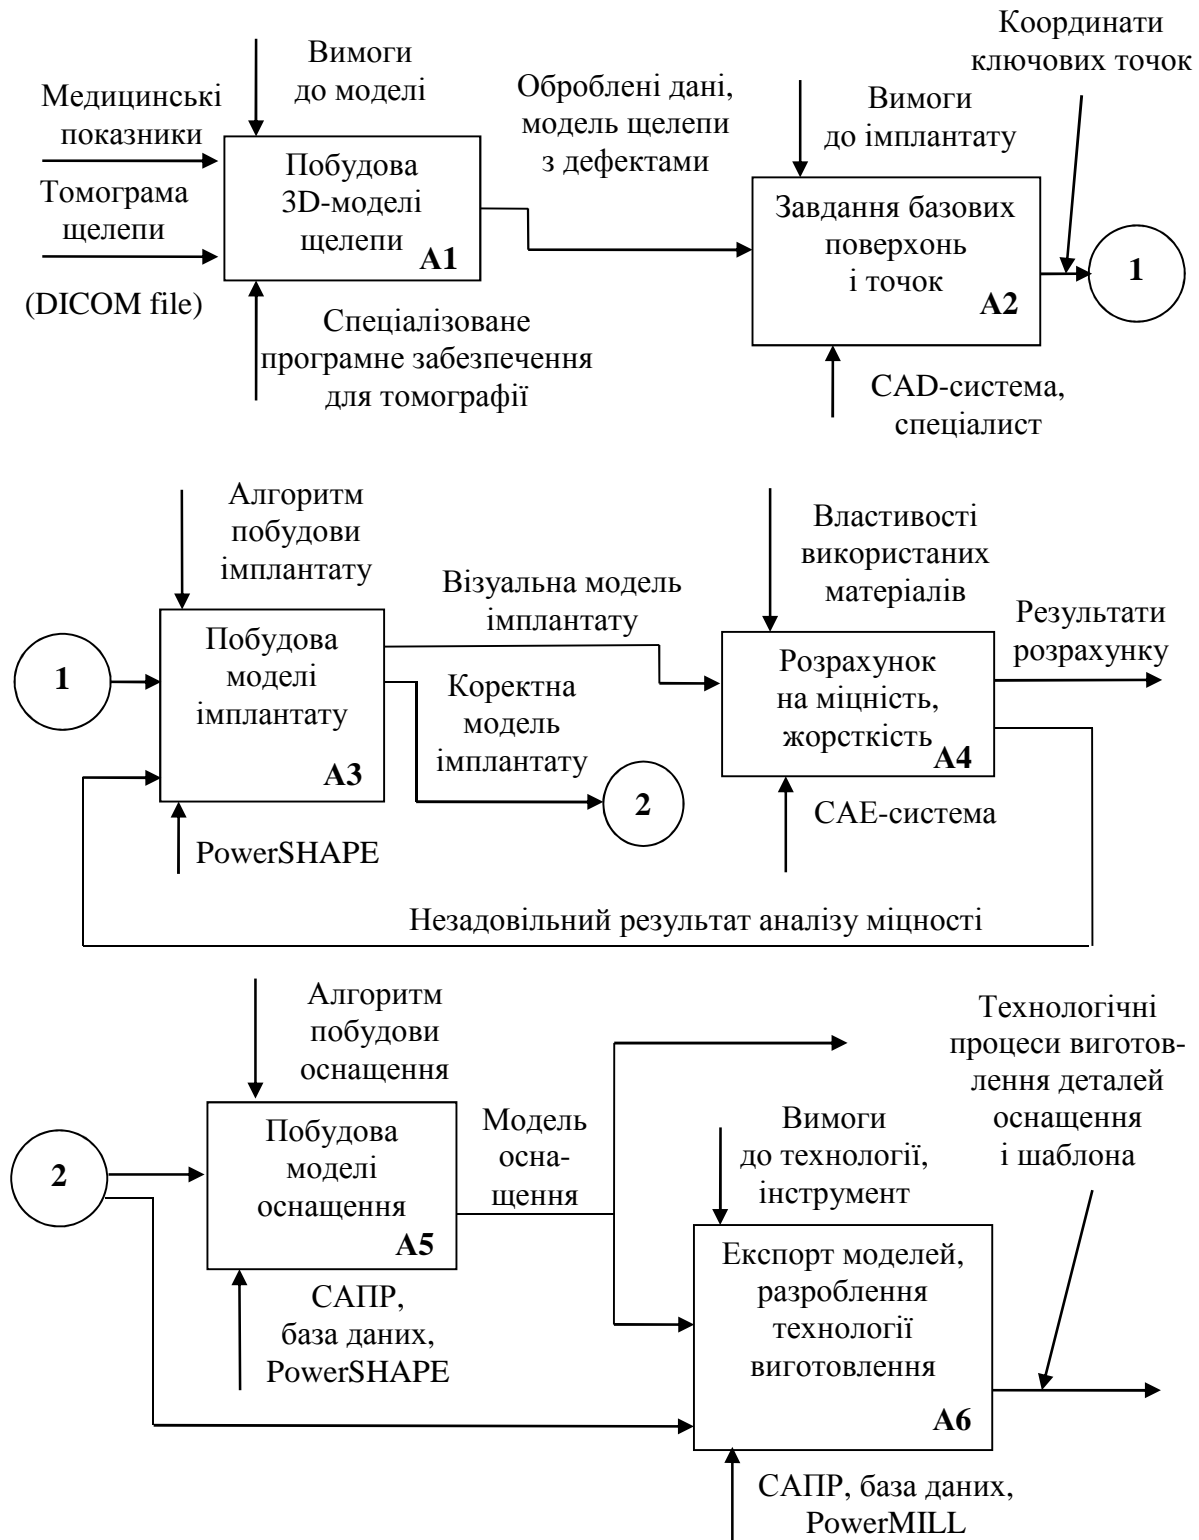 Координати
ключових точок
Вимоги
до моделі
Медицинські
показники
Оброблені дані,
модель щелепи
з дефектами
Вимоги
до імплантату
Томограма
щелепи
(DICOM file)
Побудова
3D-моделі
щелепи
A1
Завдання базових
поверхонь
і точок
A2
1
Спеціалізоване
програмне забезпечення
для томографії
CAD-система,
спеціалист
Алгоритм
побудови
імплантату
Властивості
використаних
матеріалів
Візуальна модель
імплантату
Результати
розрахунку
1
Побудова
моделі
імплантату
A3
Коректна
модель
імплантату
2
Розрахунок
на міцність,
жорсткість
A4
PowerSHAPE
CAE-система
Незадовільний результат аналізу міцності
Алгоритм
побудови
оснащення
Технологічні
процеси виготов-
лення деталей
оснащення
і шаблона
2
Побудова
моделі
оснащення
A5
Модель
осна-
щення
Вимоги
до технології,
інструмент
САПР,
база даних,
PowerSHAPE
Експорт моделей,
разроблення
технології
виготовлення
A6
САПР, база даних,
PowerMILL